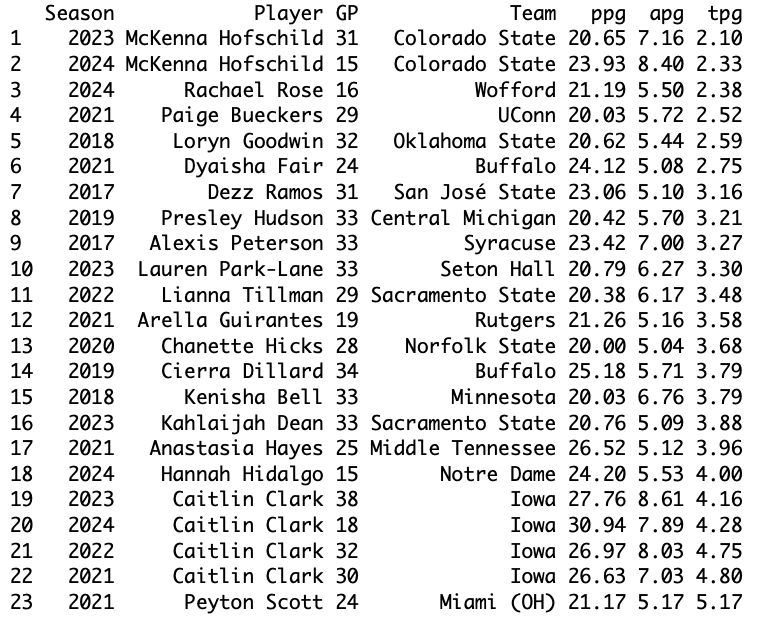 Season Player GP Team ppg apg tpg
1 2023 McKenna Hofschild 31 Colorado State 20.65 7.16 2.10
2 2024 McKenna Hofschild 15 Colorado State 23.93 8.40 2.33
3 2024 Rachael Rose 16 Wofford 21.19 5.50 2.38
4 2021 Paige Bueckers 29 UConn 20.03 5.72 2.52
5 2018 Loryn Goodwin 32 Oklahoma State 20.62 5.44 2.59
6 2021 Dyaisha Fair 24 Buffalo 24.12 5.08 2.75
7 2017 Dezz Ramos 31 San José State 23.06 5.10 3.16
8 2019 Presley Hudson 33 Central Michigan 20.42 5.70 3.21
9 2017 Alexis Peterson 33 Syracuse 23.42 7.00 3.27
10 2023 Lauren Park-Lane 33 Seton Hall 20.79 6.27 3.30
11 2022 Lianna Tillman 29 Sacramento State 20.38 6.17 3.48
12 2021 Arella Guirantes 19 Rutgers 21.26 5.16 3.58
13 2020 Chanette Hicks 28 Norfolk State 20.00 5.04 3.68
14 2019 Cierra Dillard 34 Buffalo 25.18 5.71 3.79
15 2018 Kenisha Bell 33 Minnesota 20.03 6.76 3.79
16 2023 Kahlaijah Dean 33 Sacramento State 20.76 5.09 3.88
17 2021 Anastasia Hayes 25 Middle Tennessee 26.52 5.12 3.96
18 2024 Hannah Hidalgo 15 Notre Dame 24.20 5.53 4.00
19 2023 Caitlin Clark 38 Iowa 27.76 8.61 4.16
20 2024 Caitlin Clark 18 Iowa 30.94 7.89 4.28
21 2022 Caitlin Clark 32 Iowa 26.97 8.03 4.75
22 2021 Caitlin Clark 30 Iowa 26.63 7.03 4.80
23 2021 Peyton Scott 24 Miami (OH) 21.17 5.17 5.17